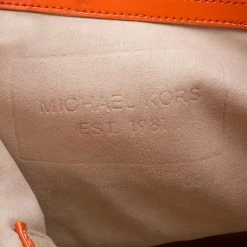 MICHAEL KORS
EST. 1981